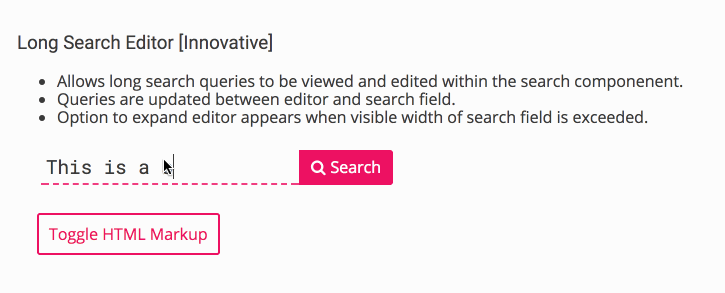 Long Search Editor [Innovative]
• Allows long search queries to be viewed and edited within the search componenent.
• Queries are updated between editor and search field.
• Option to expand editor appears when visible width of search field is exceeded.
This is a
Search
Toggle HTML Markup